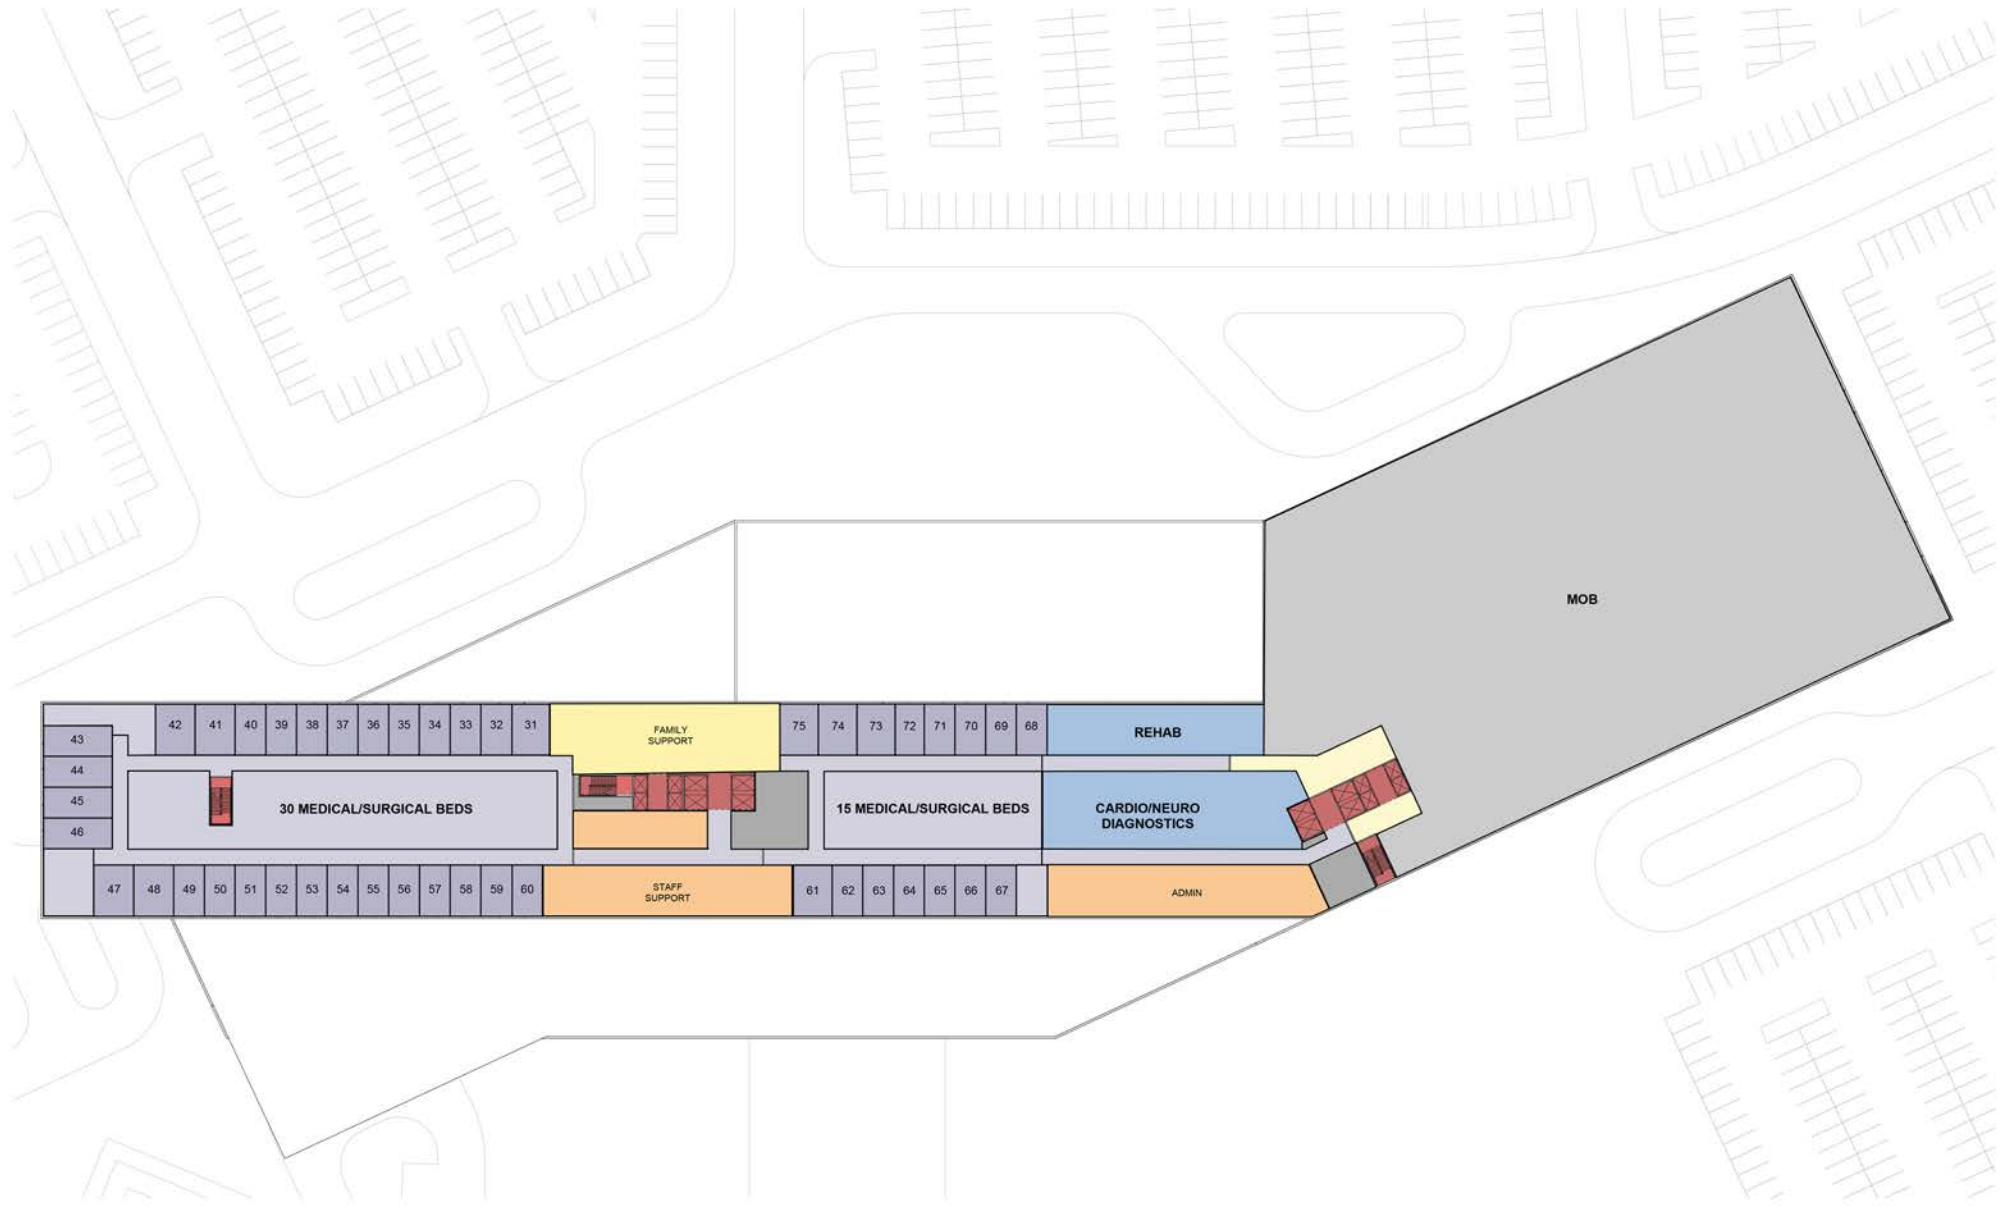 MOB
42 41 40 39 38 37 36 35 34 33 32 31
FAMILY
SUPPORT
75 74 73 72 71 70 69 68
REHAB
43
44
45
46
30 MEDICAL/SURGICAL BEDS
15 MEDICAL/SURGICAL BEDS
CARDIO/NEURO
DIAGNOSTICS
47 48 49 50 51 52 53 54 55 56 57 58 59 60
STAFF
SUPPORT
61 62 63 64 65 66 67
ADMIN